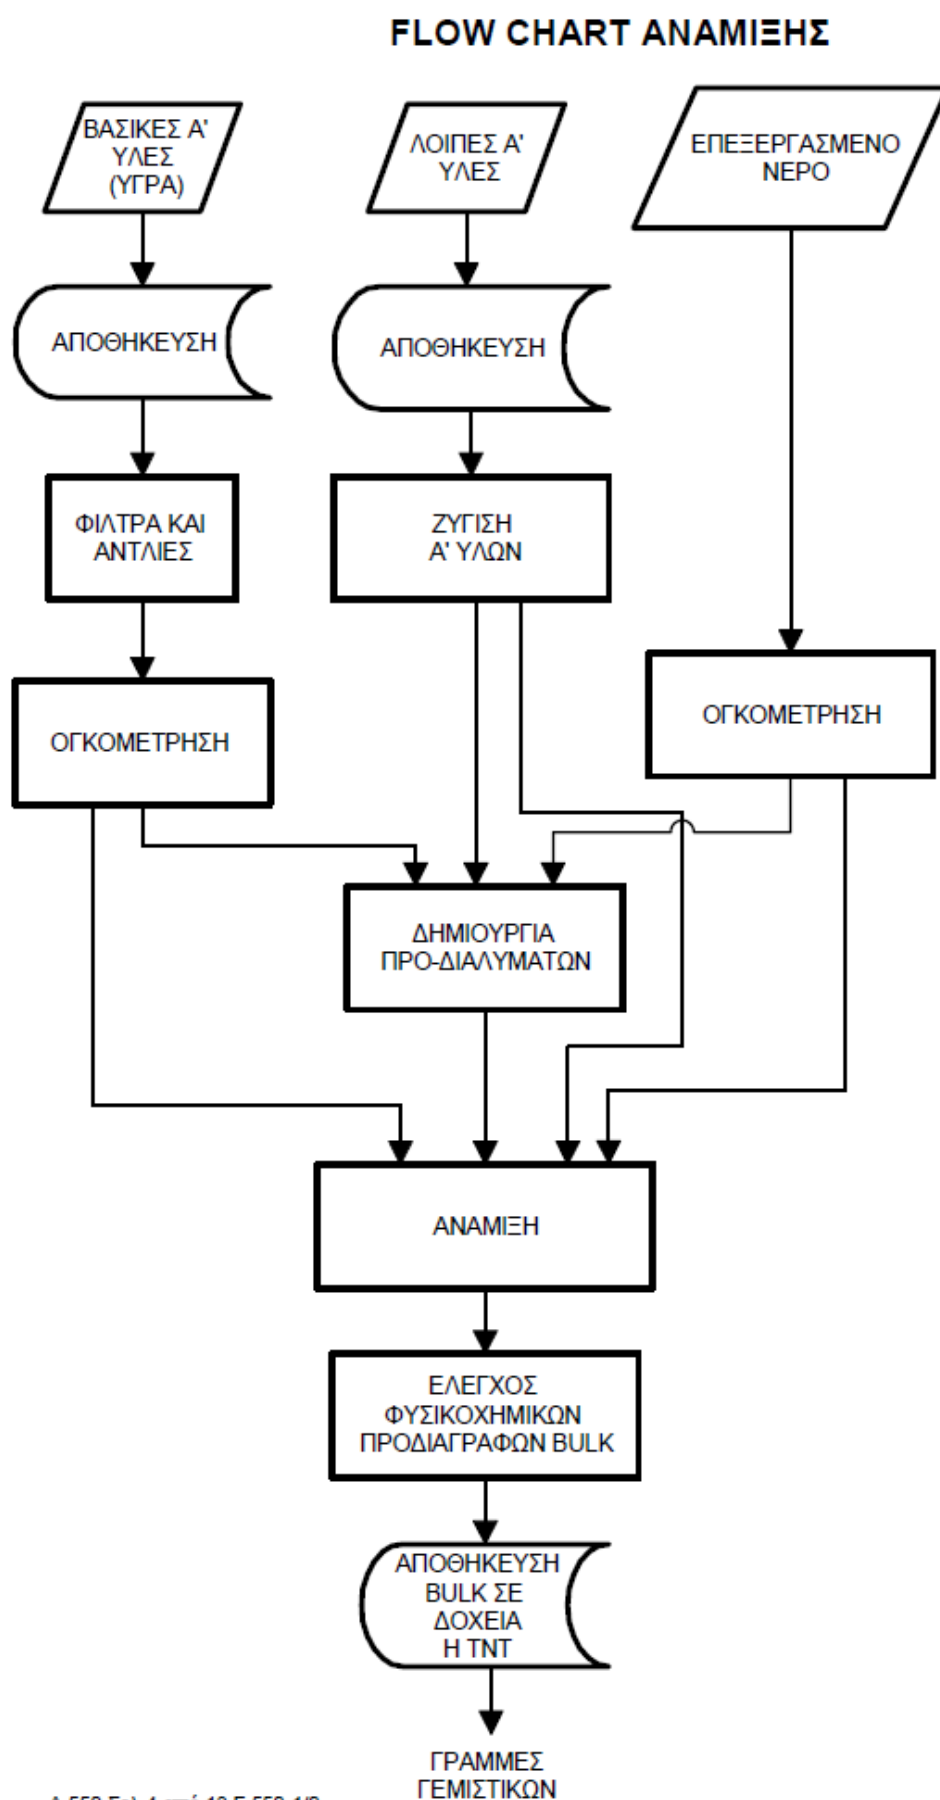 FLOW CHART ΑΝΑΜΙΞΗΣ
ΒΑΣΙΚΕΣ Α'
ΥΛΕΣ
(ΥΓΡΑ)
ΛΟΙΠΕΣ Α'
ΥΛΕΣ
ΕΠΕΞΕΡΓΑΣΜΕΝΟ
ΝΕΡΟ
ΑΠΟΘΗΚΕΥΣΗ
ΑΠΟΘΗΚΕΥΣΗ
ΦΙΛΤΡΑ ΚΑΙ
ΑΝΤΛΙΕΣ
ΖΥΓΙΣΗ
Α' ΥΛΩΝ
ΟΓΚΟΜΕΤΡΗΣΗ
ΟΓΚΟΜΕΤΡΗΣΗ
ΔΗΜΙΟΥΡΓΙΑ
ΠΡΟ-ΔΙΑΛΥΜΑΤΩΝ
ΑΝΑΜΙΞΗ
ΕΛΕΓΧΟΣ
ΦΥΣΙΚΟΧΗΜΙΚΩΝ
ΠΡΟΔΙΑΓΡΑΦΩΝ BULK
ΑΠΟΘΗΚΕΥΣΗ
BULK ΣΕ
ΔΟΧΕΙΑ
Η ΤΝΤ
ΓΡΑΜΜΕΣ
ΓΕΜΙΣΤΙΚΩΝ